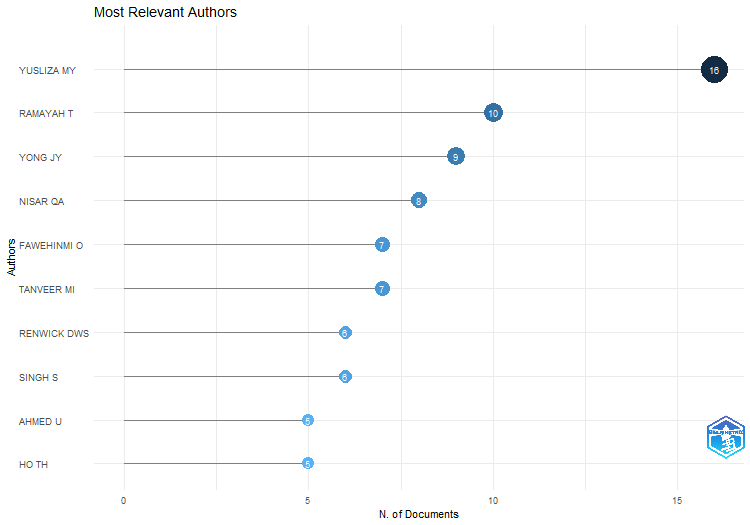 Most Relevant Authors
YUSLIZA MY
16
RAMAYAH T
10
YONG JY
9
NISAR QA
8
FAWEHINMI O
7
Authors
TANVEER MI
7
RENWICK DWS
6
SINGH S
6
AHMED U
5
HO TH
5
BIBLIOMETRIX
0
5
10
15
N. of Documents